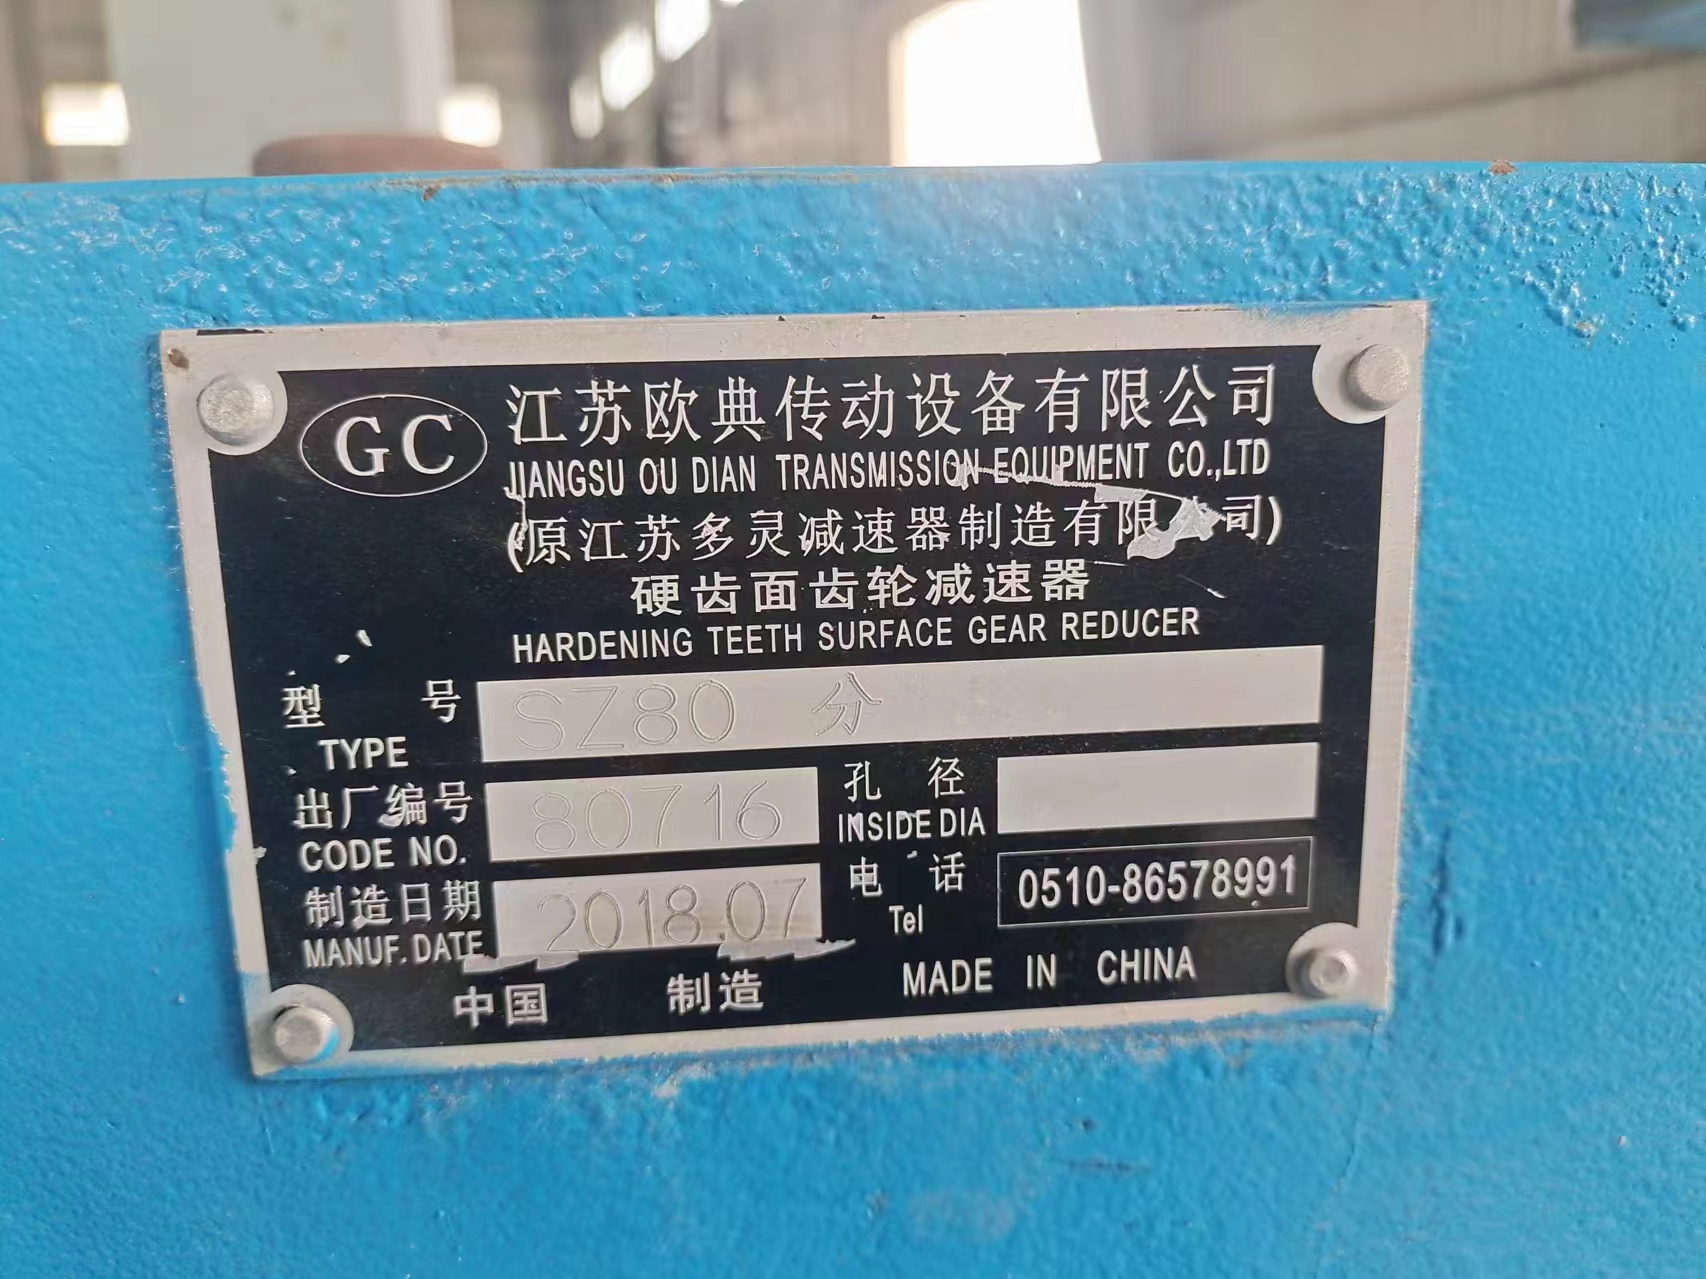 GC
江苏欧典传动设备有限公司
JIANGSU OU DIAN TRANSMISSION EQUIPMENT CO.,LTD
(原江苏多灵减速器制造有限公司)
硬齿面齿轮减速器
HARDENING TEETH SURFACE GEAR REDUCER
型号 SZ80 分
TYPE
出厂编号 80716 孔径
CODE NO. INSIDE DIA
制造日期 2018.07 电话 0510-86578991
MANUF. DATE Tel
中国 制造 MADE IN CHINA